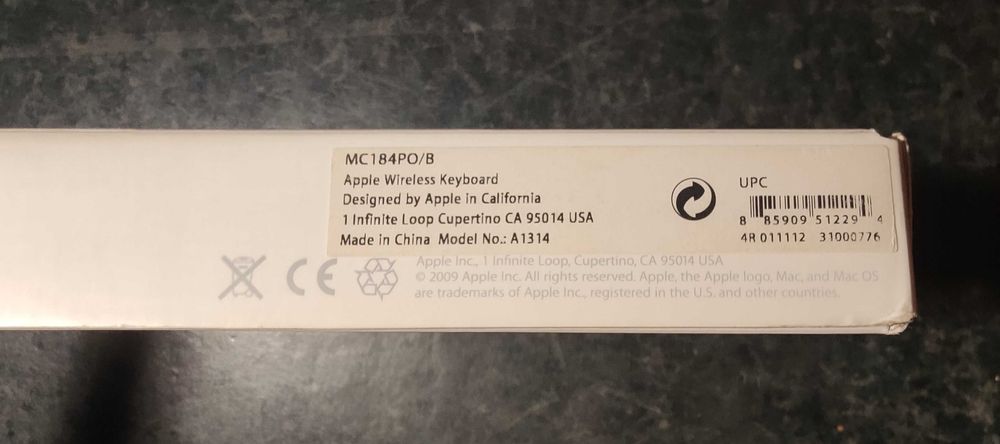 MC184PO/B
Apple Wireless Keyboard
Designed by Apple in California
1 Infinite Loop Cupertino CA 95014 USA
Made in China Model No.: A1314
UPC
8 85909 51229 4
4R 011112 31000776
Apple Inc., 1 Infinite Loop, Cupertino, CA 95014 USA
© 2009 Apple Inc. All rights reserved. Apple, the Apple logo, Mac, and Mac OS
are trademarks of Apple Inc., registered in the U.S. and other countries.